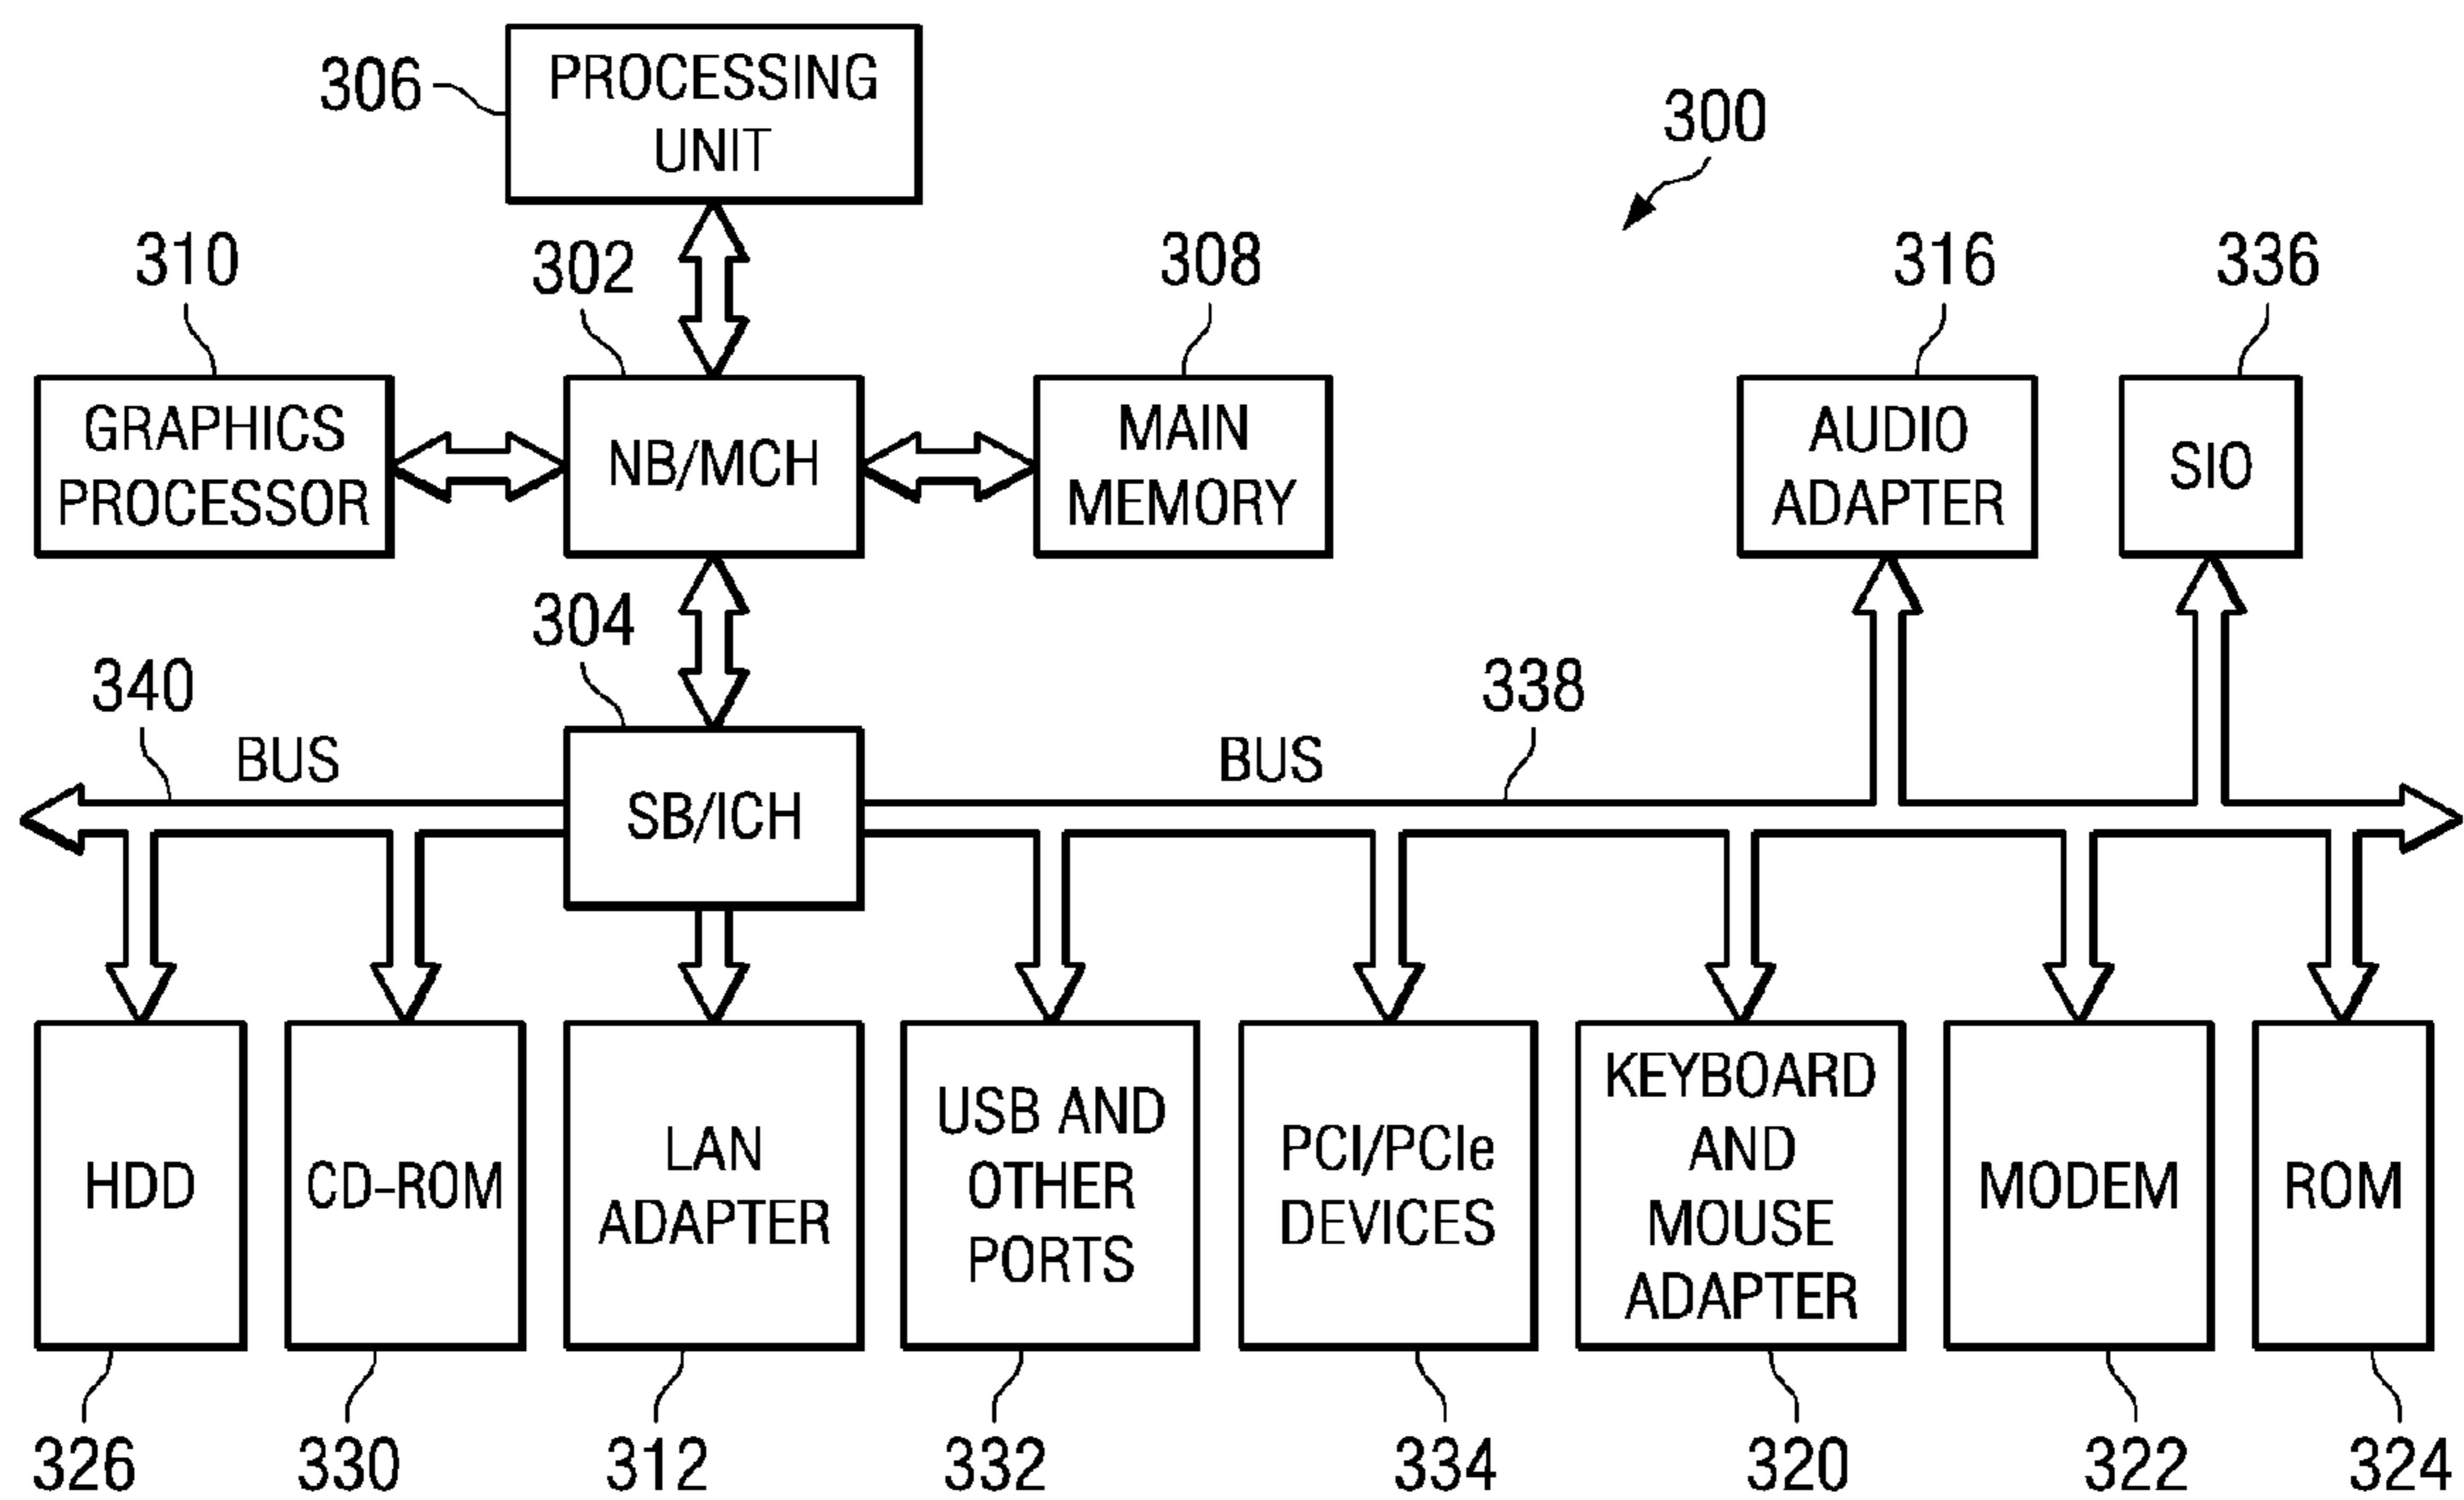 306
PROCESSING
UNIT
300
310
302
308
316
336
GRAPHICS
PROCESSOR
NB/MCH
MAIN
MEMORY
AUDIO
ADAPTER
SIO
304
340
BUS
SB/ICH
BUS
338
HDD
CD-ROM
LAN
ADAPTER
USB AND
OTHER
PORTS
PCI/PCIe
DEVICES
KEYBOARD
AND
MOUSE
ADAPTER
MODEM
ROM
326
330
312
332
334
320
322
324